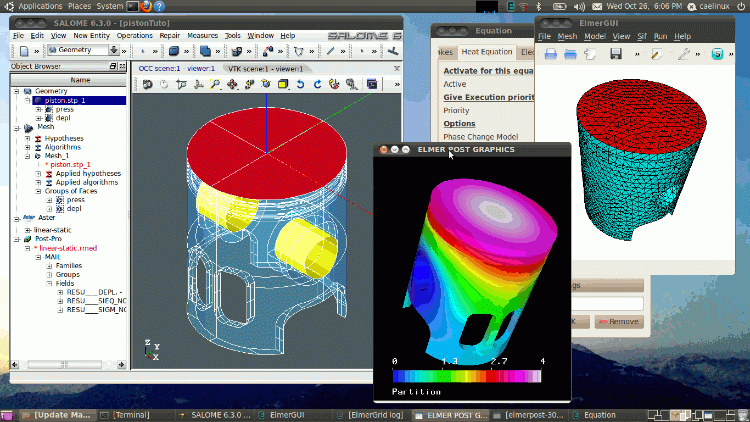 Applications Places System
Wed Oct 26, 6:06 PM caelinux
SALOME 6.3.0 - [pistonTuto]
File Edit View New Entity Operations Repair Measures Tools Window Help
SALOME 6
Geometry
Object Browser
Name
Geometry
piston.stp_1
press
depl
Mesh
Hypotheses
Algorithms
Mesh_1
* piston.stp_1
Applied hypotheses
Applied algorithms
Groups of Faces
press
depl
Aster
linear-static
Post-Pro
* linear-static.rmed
MAIL
Families
Groups
Fields
RESU____DEPL, -
RESU____SIEQ_NO
RESU____SIGM_NO
OCC scene:1 - viewer:1
VTK scene:1 - viewer:1
Z
Y
X
Equation
Heat Equation
Activate for this equa
Active
Give Execution priorit
Priority
Options
Phase Change Model
ElmerGUI
File Mesh Model View Sif Run Help
ELMER POST GRAPHICS
0 1.3 2.7 4
Partition
Remove
[Update Ma...
[Terminal]
SALOME 6.3.0 ...
ElmerGUI
[ElmerGrid log]
ELMER POST G...
[elmerpost-30...
Equation